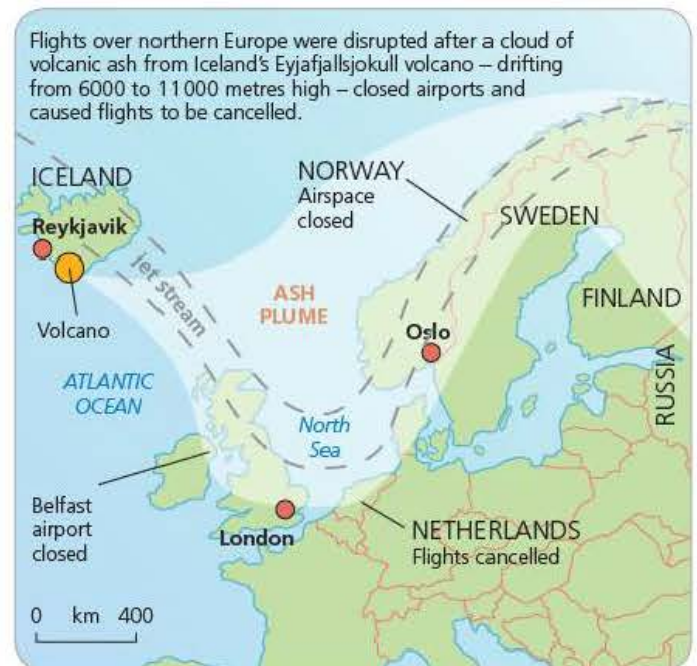 Flights over northern Europe were disrupted after a cloud of
volcanic ash from Iceland's Eyjafjallsjokull volcano – drifting
from 6000 to 11 000 metres high – closed airports and
caused flights to be cancelled.
ICELAND
Reykjavik
Volcano
jet stream
ATLANTIC
OCEAN
ASH
PLUME
NORWAY
Airspace
closed
SWEDEN
FINLAND
Oslo
RUSSIA
North
Sea
Belfast
airport
closed
London
NETHERLANDS
Flights cancelled
0 km 400